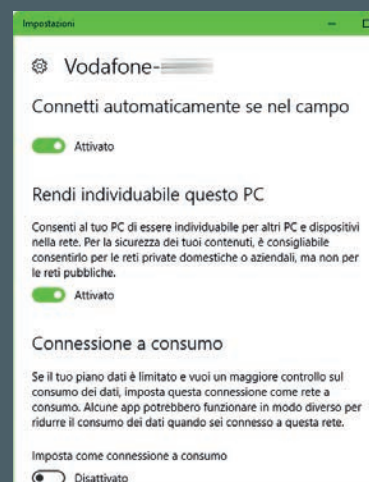 Impostazioni
Vodafone-
Connetti automaticamente se nel campo
Attivato
Rendi individuabile questo PC
Consenti al tuo PC di essere individuabile per altri PC e dispositivi
nella rete. Per la sicurezza dei tuoi contenuti, è consigliabile
consentirlo per le reti private domestiche o aziendali, ma non per
le reti pubbliche.
Attivato
Connessione a consumo
Se il tuo piano dati è limitato e vuoi un maggiore controllo sul
consumo dei dati, imposta questa connessione come rete a
consumo. Alcune app potrebbero funzionare in modo diverso per
ridurre il consumo dei dati quando sei connesso a questa rete.
Imposta come connessione a consumo
Disattivato